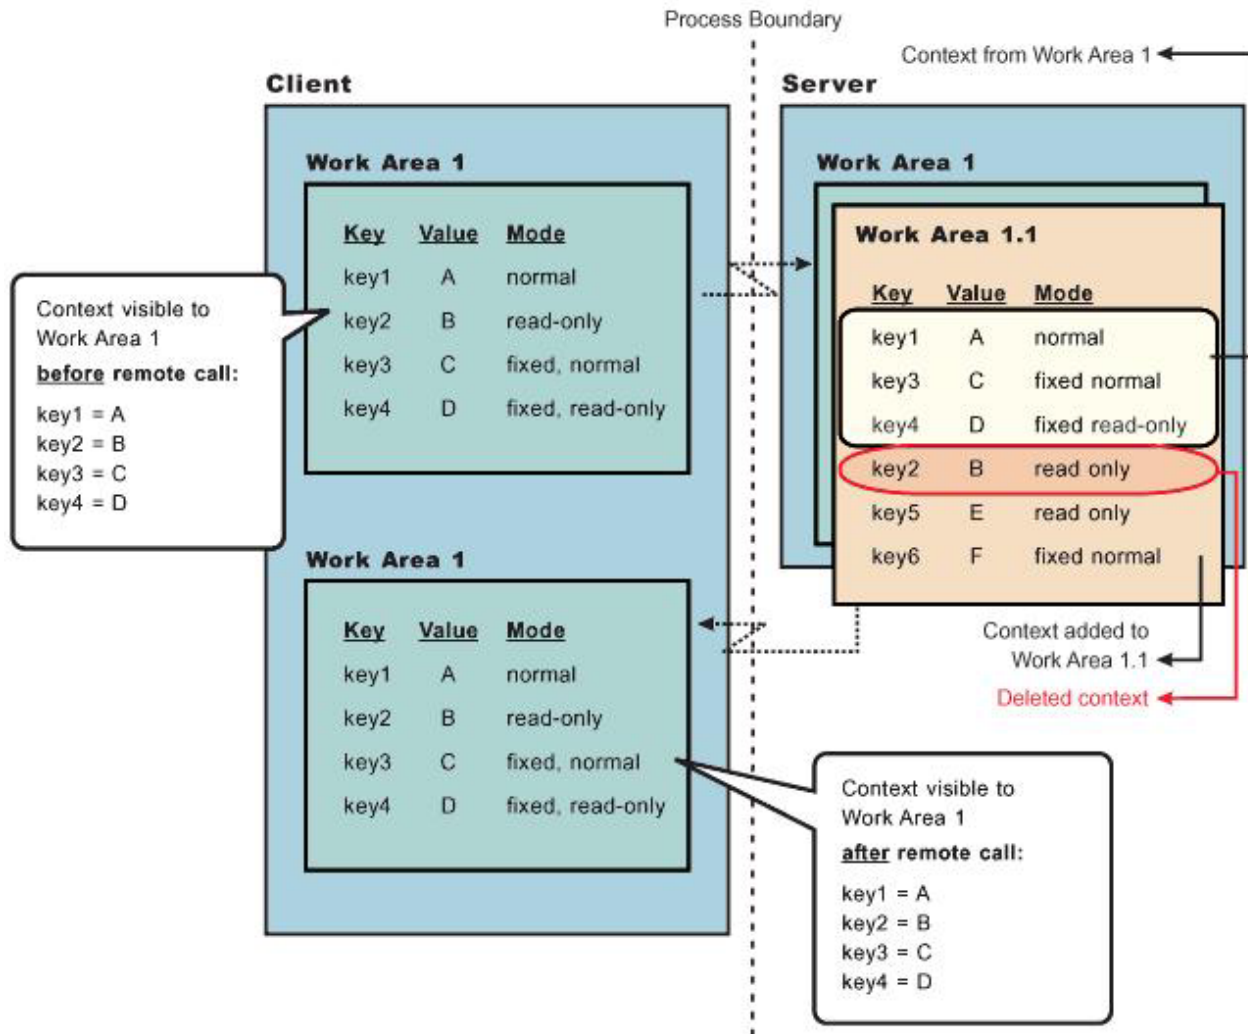 Process Boundary
Context from Work Area 1
Client
Server
Work Area 1
Key Value Mode
key1 A normal
key2 B read-only
key3 C fixed, normal
key4 D fixed, read-only
Context visible to
Work Area 1
before remote call:
key1 = A
key2 = B
key3 = C
key4 = D
Work Area 1
Work Area 1.1
Key Value Mode
key1 A normal
key3 C fixed normal
key4 D fixed read-only
key2 B read only
key5 E read only
key6 F fixed normal
Context added to
Work Area 1.1
Deleted context
Work Area 1
Key Value Mode
key1 A normal
key2 B read-only
key3 C fixed, normal
key4 D fixed, read-only
Context visible to
Work Area 1
after remote call:
key1 = A
key2 = B
key3 = C
key4 = D